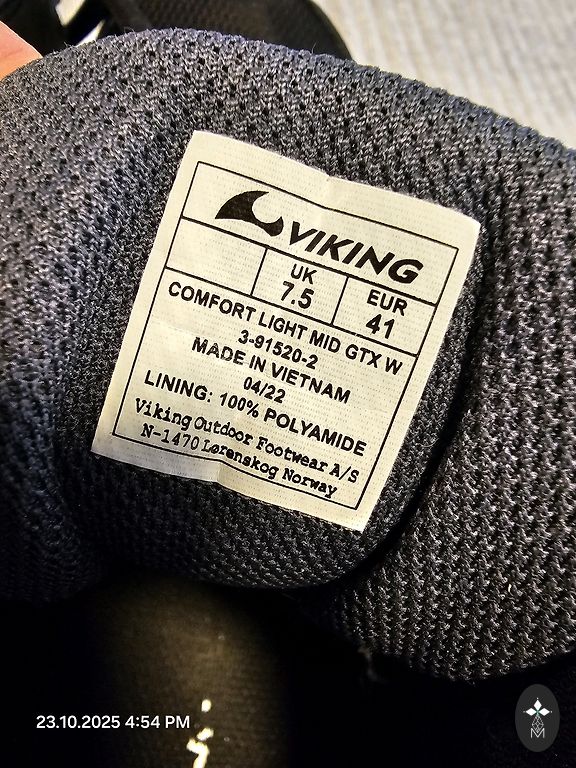 VIKING
UK
7.5
EUR
41
COMFORT LIGHT MID GTX W
3-91520-2
MADE IN VIETNAM
04/22
LINING: 100% POLYAMIDE
Viking Outdoor Footwear A/S
N-1470 Lørenskog Norway
23.10.2025 4:54 PM
M